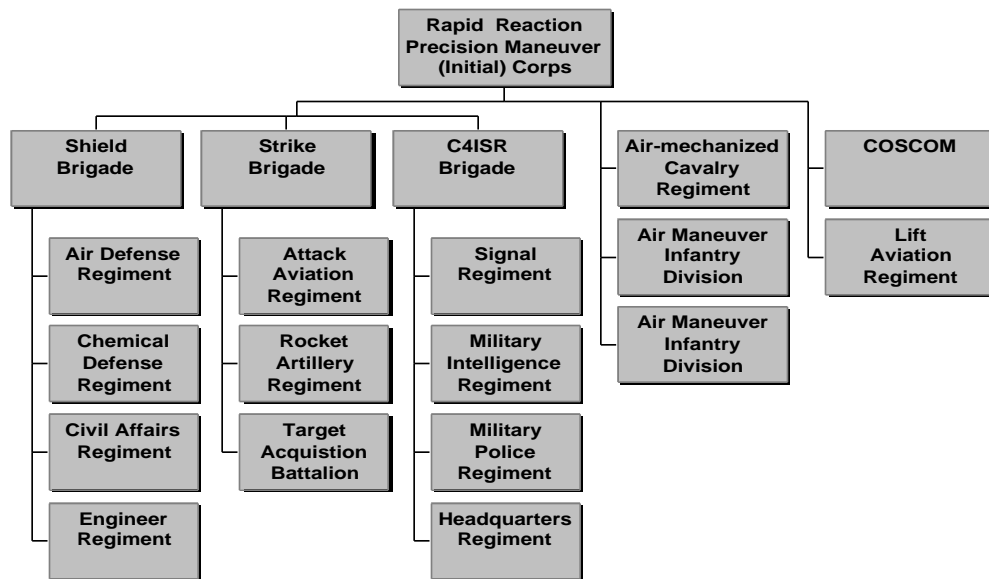 Rapid Reaction
Precision Maneuver
(Initial) Corps
Shield
Brigade
Strike
Brigade
C4ISR
Brigade
Air-mechanized
Cavalry
Regiment
COSCOM
Air Defense
Regiment
Attack
Aviation
Regiment
Signal
Regiment
Air Maneuver
Infantry
Division
Lift
Aviation
Regiment
Chemical
Defense
Regiment
Rocket
Artillery
Regiment
Military
Intelligence
Regiment
Air Maneuver
Infantry
Division
Civil Affairs
Regiment
Target
Acquistion
Battalion
Military
Police
Regiment
Engineer
Regiment
Headquarters
Regiment